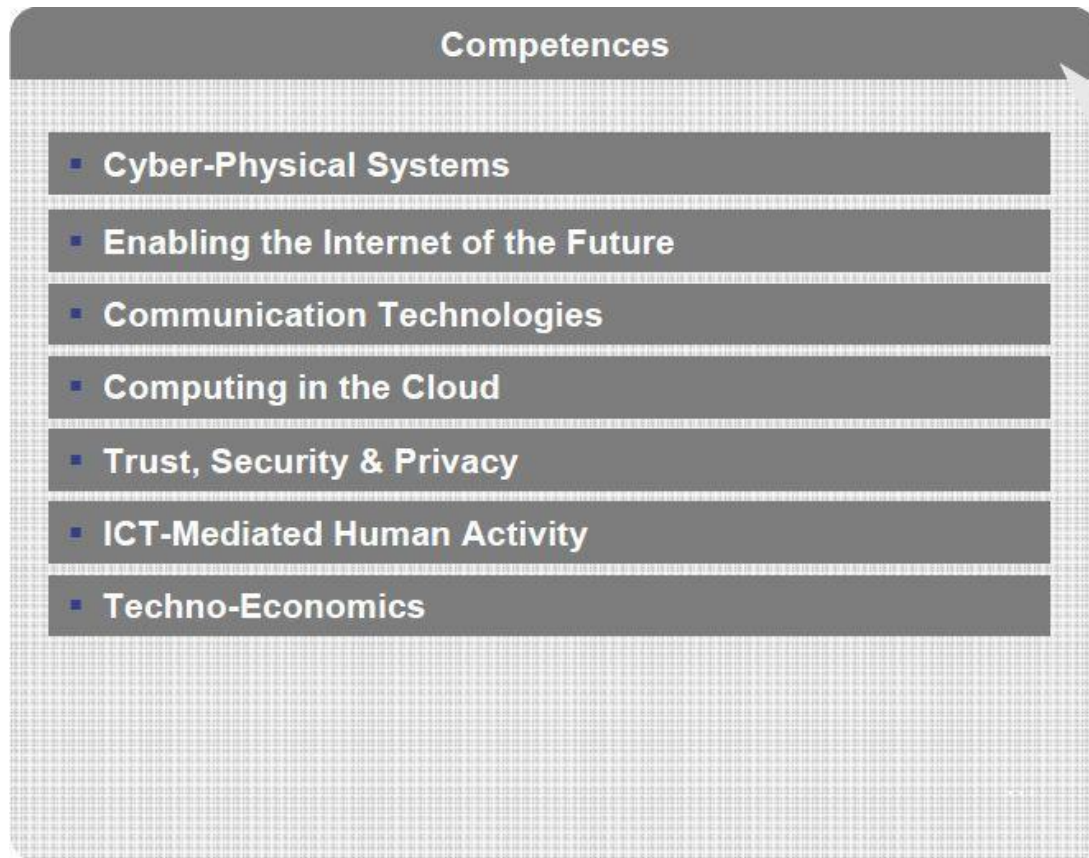 Competences
▪ Cyber-Physical Systems
▪ Enabling the Internet of the Future
▪ Communication Technologies
▪ Computing in the Cloud
▪ Trust, Security & Privacy
▪ ICT-Mediated Human Activity
▪ Techno-Economics